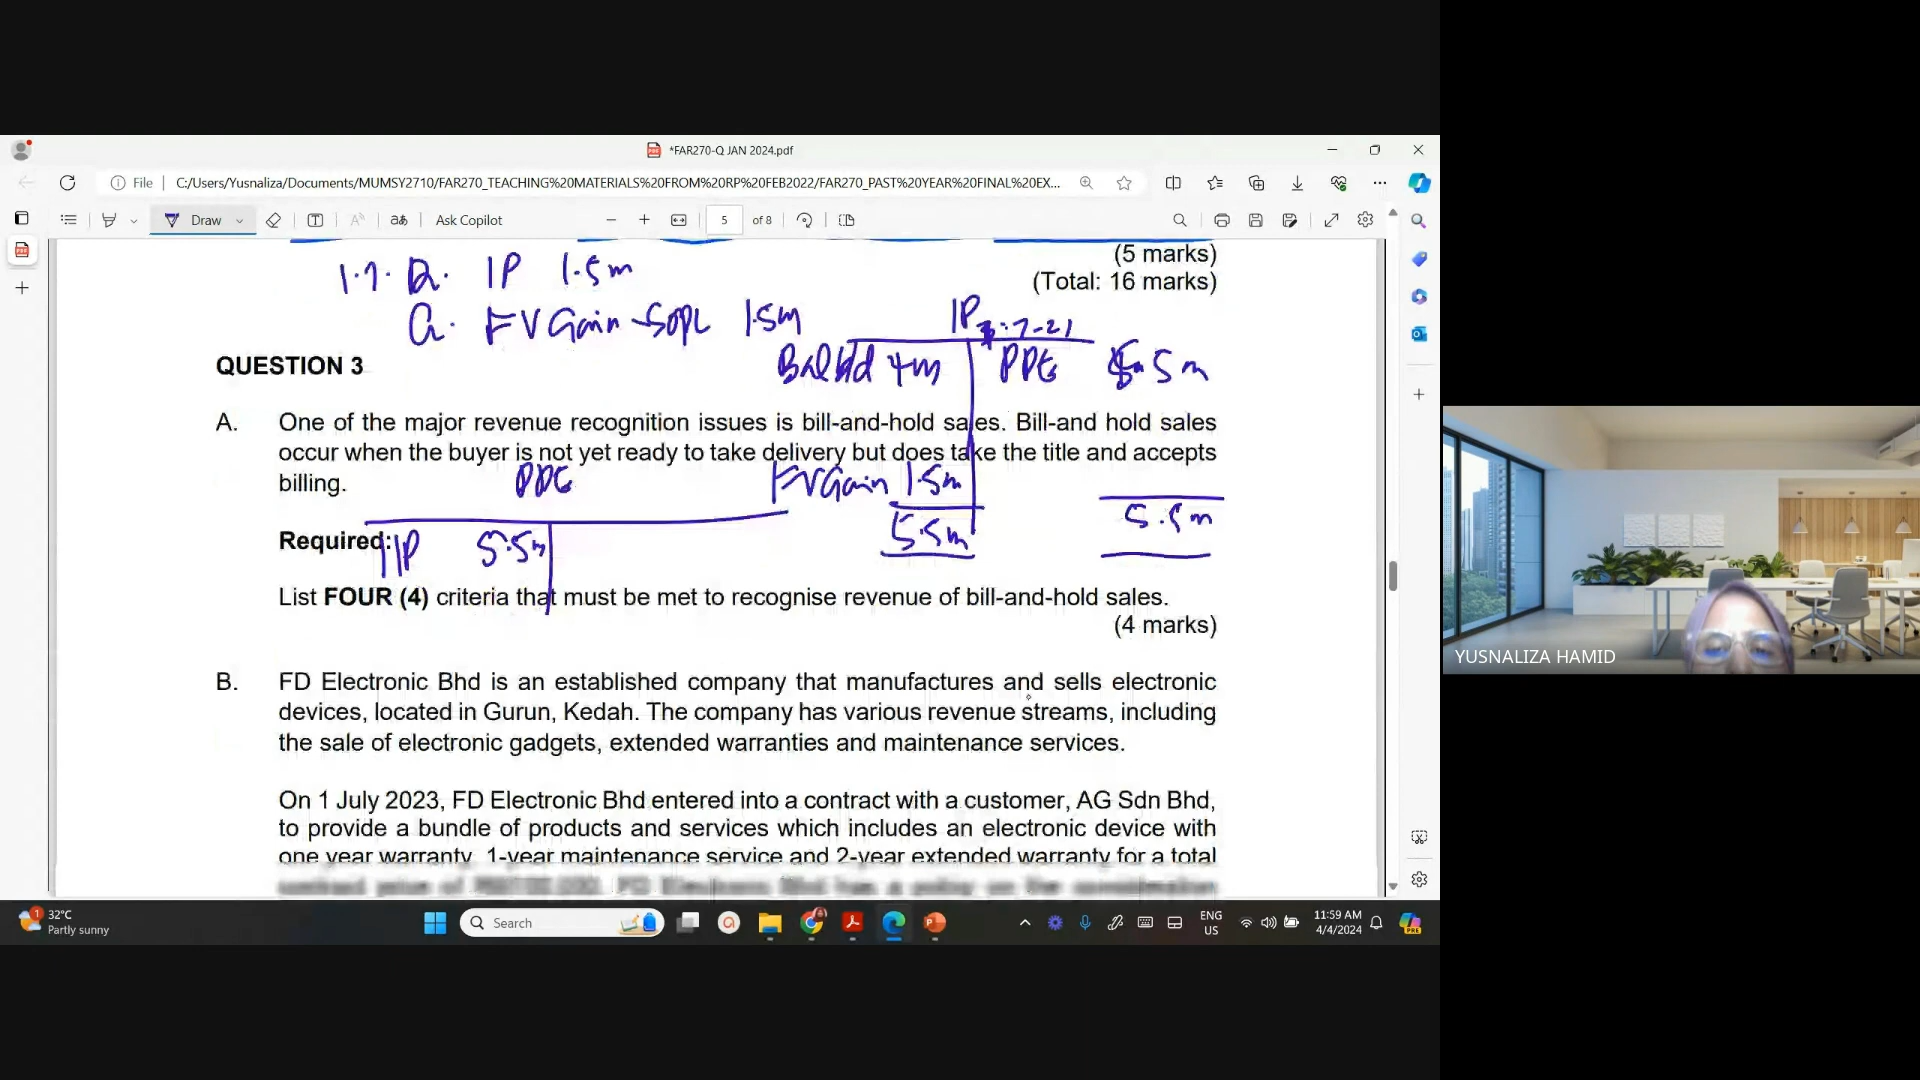 *FAR270-Q JAN 2024.pdf
File
C:/Users/Yusnaliza/Documents/MUMSY2710/FAR270_TEACHING%20MATERIALS%20FROM%20RP%20FEB2022/FAR270_PAST%20YEAR%20FINAL%20EX...
Draw
aあ
Ask Copilot
5
of 8
(5 marks)
(Total: 16 marks)
IP 1.5m
FV Gain - SOPL 1.5m
IP
QUESTION 3
Bal b/d 4m
PPE
5 m
A. One of the major revenue recognition issues is bill-and-hold sales. Bill-and hold sales
occur when the buyer is not yet ready to take delivery but does take the title and accepts
billing.
PPE
FV Gain 1.5m
5.5m
5.5m
Required:
IP 5.5m
List FOUR (4) criteria that must be met to recognise revenue of bill-and-hold sales.
(4 marks)
B. FD Electronic Bhd is an established company that manufactures and sells electronic
devices, located in Gurun, Kedah. The company has various revenue streams, including
the sale of electronic gadgets, extended warranties and maintenance services.
On 1 July 2023, FD Electronic Bhd entered into a contract with a customer, AG Sdn Bhd,
to provide a bundle of products and services which includes an electronic device with
one year warranty, 1-year maintenance service and 2-year extended warranty for a total
YUSNALIZA HAMID
1
32°C
Partly sunny
Search
ENG
US
11:59 AM
4/4/2024